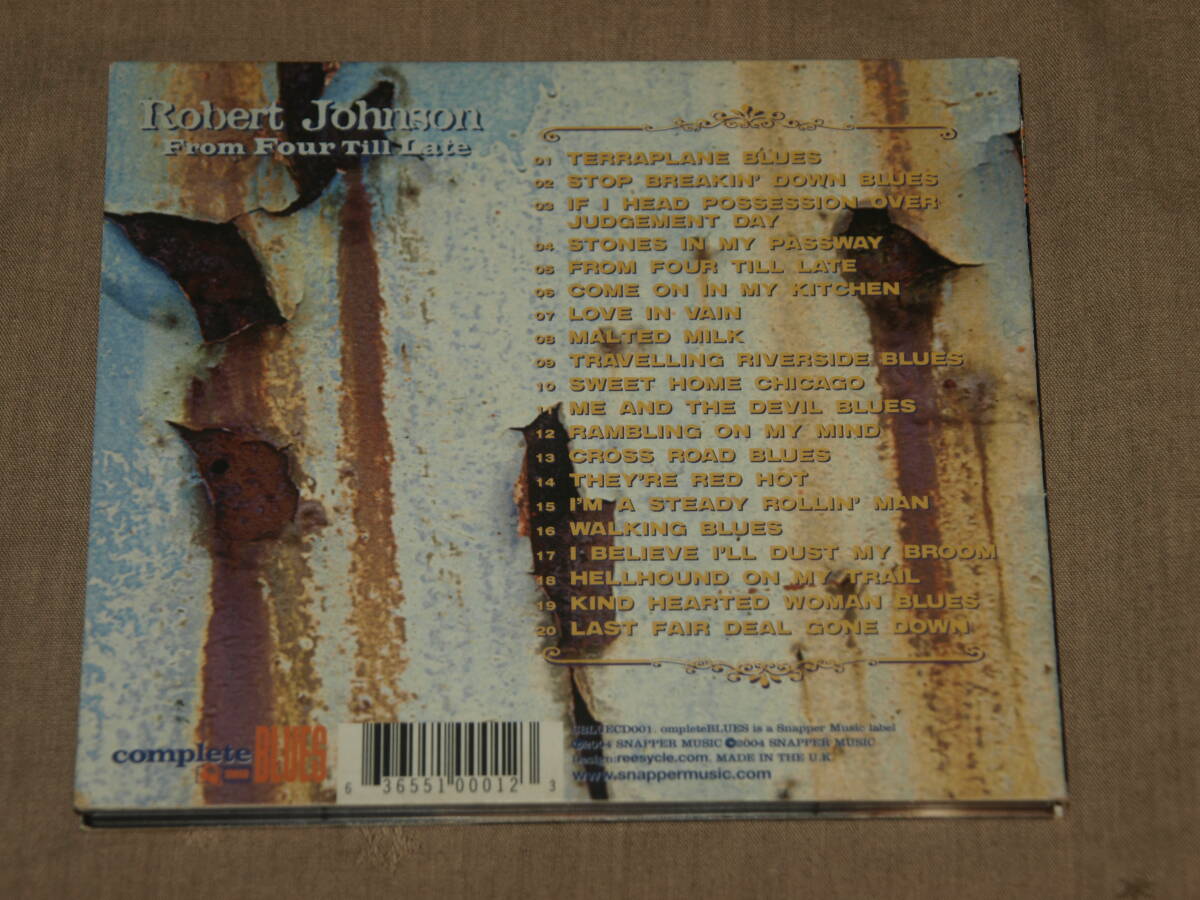 Robert Johnson
From Four Till Late
01 TERRAPLANE BLUES
02 STOP BREAKIN' DOWN BLUES
03 IF I HEAD POSSESSION OVER
JUDGEMENT DAY
04 STONES IN MY PASSWAY
05 FROM FOUR TILL LATE
06 COME ON IN MY KITCHEN
07 LOVE IN VAIN
08 MALTED MILK
09 TRAVELLING RIVERSIDE BLUES
10 SWEET HOME CHICAGO
11 ME AND THE DEVIL BLUES
12 RAMBLING ON MY MIND
13 CROSS ROAD BLUES
14 THEY'RE RED HOT
15 I'M A STEADY ROLLIN' MAN
16 WALKING BLUES
17 I BELIEVE I'LL DUST MY BROOM
18 HELLHOUND ON MY TRAIL
19 KIND HEARTED WOMAN BLUES
20 LAST FAIR DEAL GONE DOWN
complete BLUES
6 36551 00012 3
SBLUECD001. ompleteBLUES is a Snapper Music label
℗2004 SNAPPER MUSIC ©2004 SNAPPER MUSIC
Design:reesycle.com. MADE IN THE U.K.
www.snappermusic.com